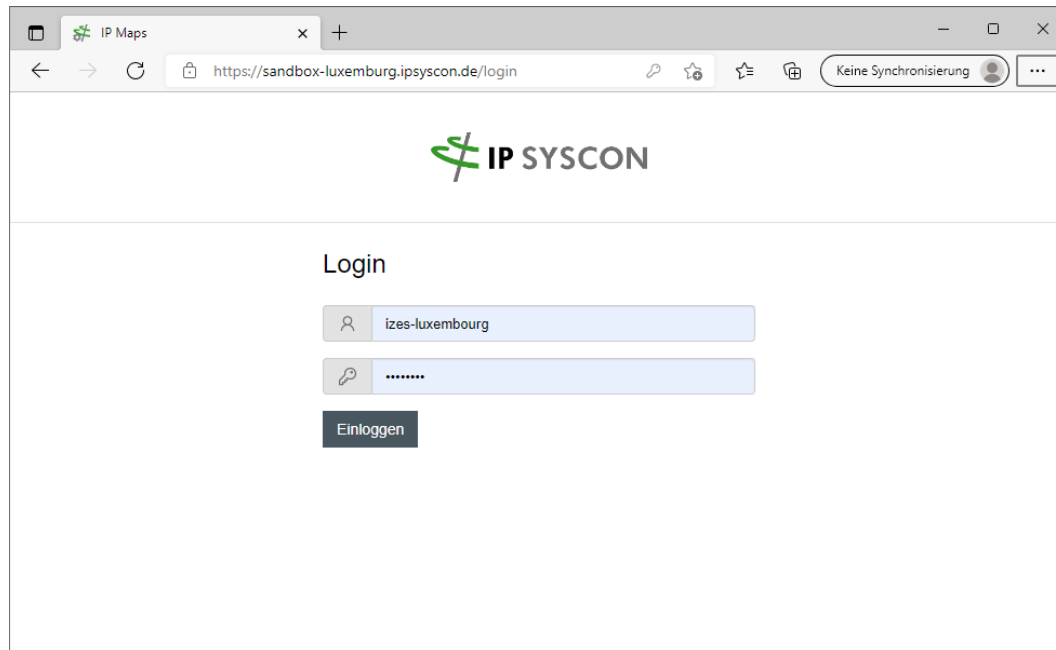 IP Maps
https://sandbox-luxemburg.ipsyscon.de/login
Keine Synchronisierung
IP SYSCON
Login
izes-luxembourg
••••••••
Einloggen